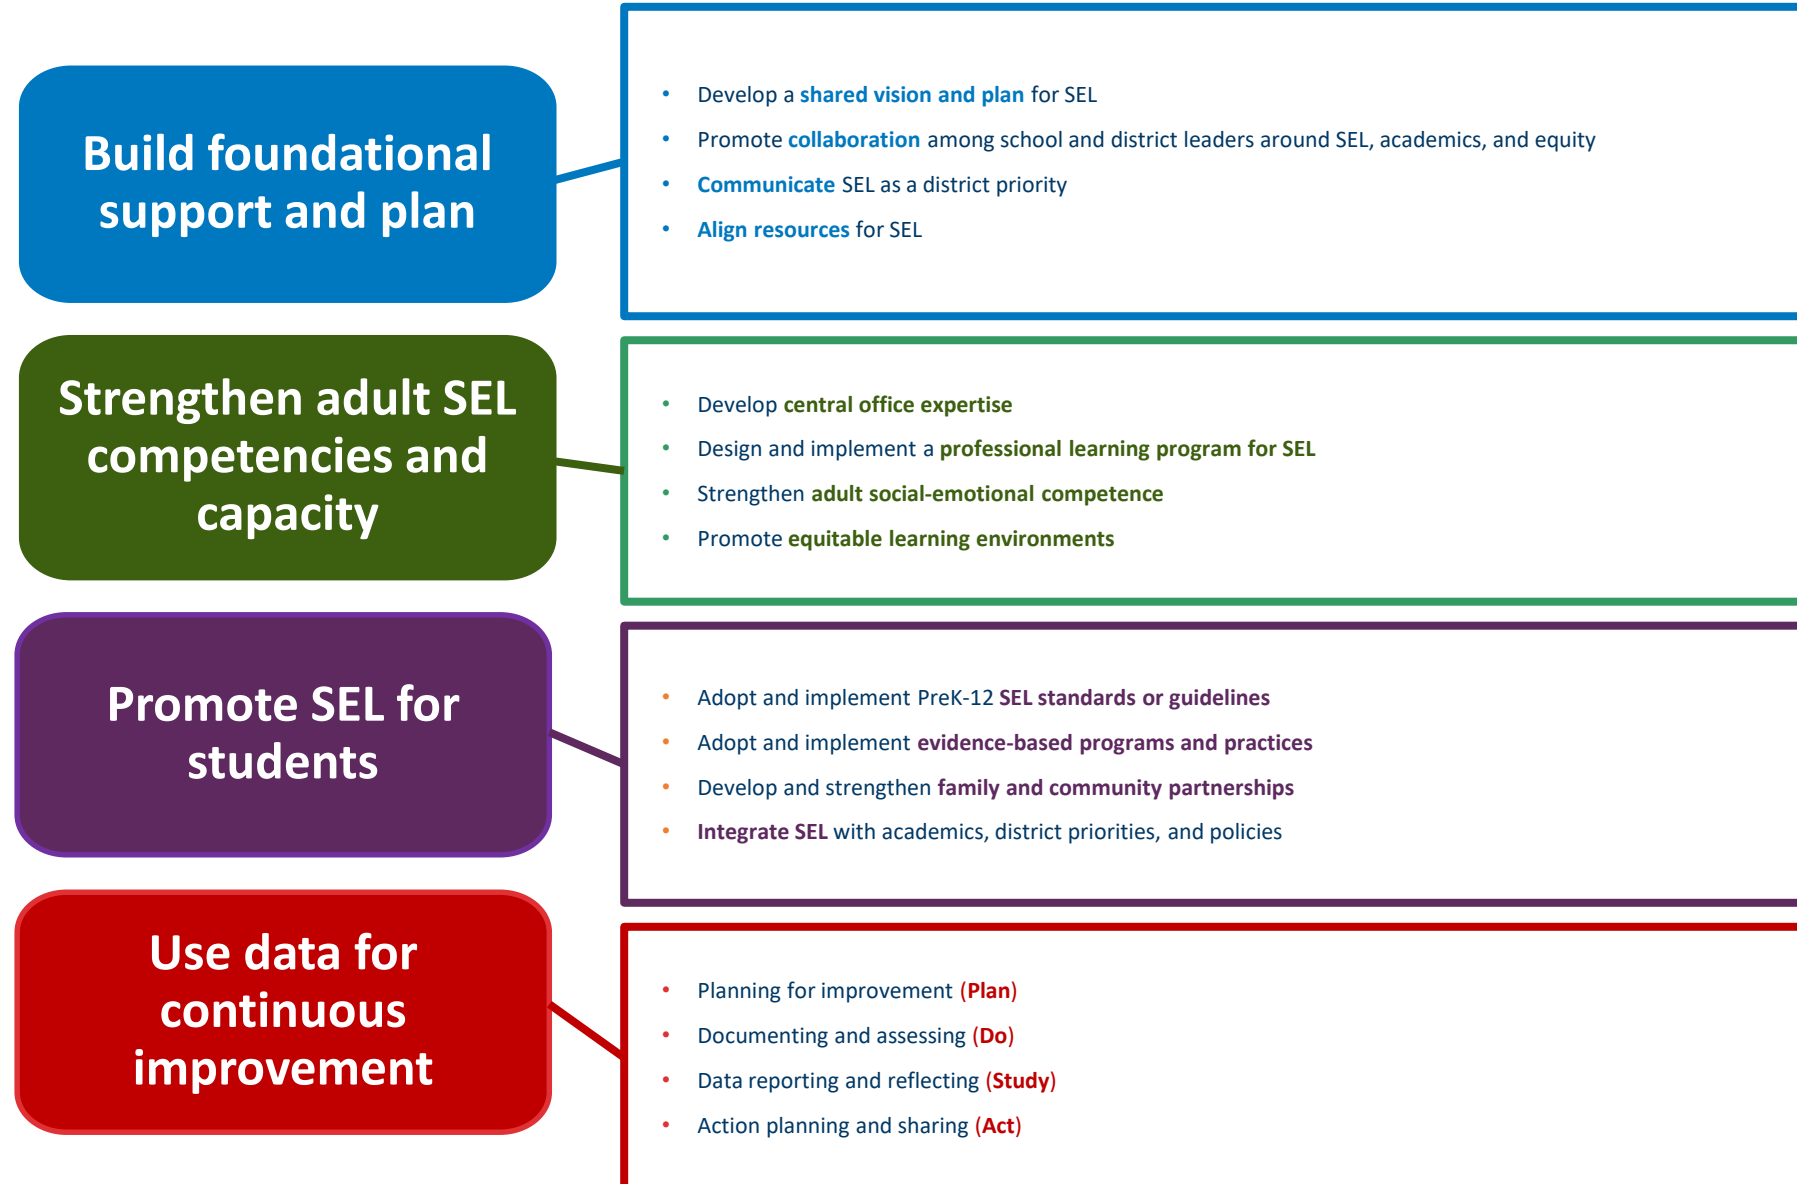 Build foundational
support and plan
• Develop a shared vision and plan for SEL
• Promote collaboration among school and district leaders around SEL, academics, and equity
• Communicate SEL as a district priority
• Align resources for SEL
Strengthen adult SEL
competencies and
capacity
• Develop central office expertise
• Design and implement a professional learning program for SEL
• Strengthen adult social-emotional competence
• Promote equitable learning environments
Promote SEL for
students
• Adopt and implement PreK-12 SEL standards or guidelines
• Adopt and implement evidence-based programs and practices
• Develop and strengthen family and community partnerships
• Integrate SEL with academics, district priorities, and policies
Use data for
continuous
improvement
• Planning for improvement (Plan)
• Documenting and assessing (Do)
• Data reporting and reflecting (Study)
• Action planning and sharing (Act)